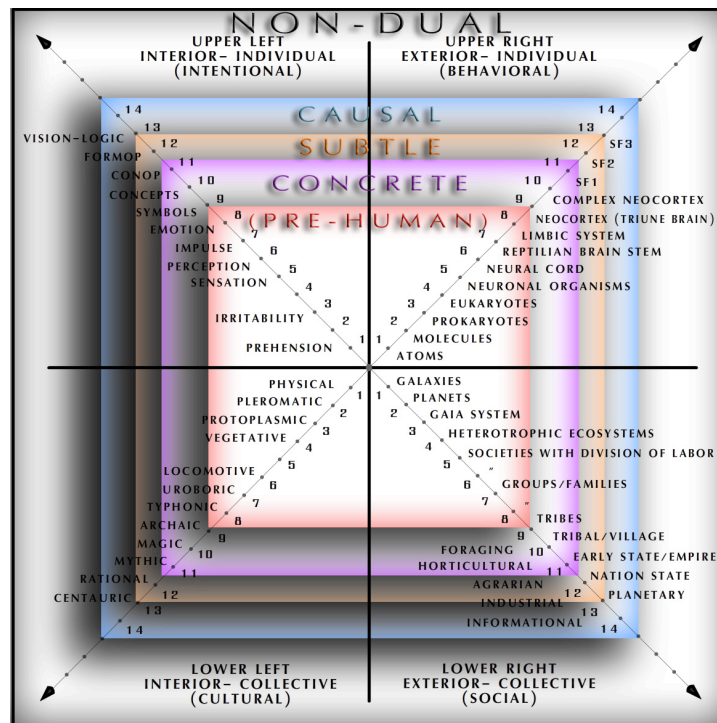 NON-DUAL
UPPER LEFT
INTERIOR- INDIVIDUAL
(INTENTIONAL)
UPPER RIGHT
EXTERIOR- INDIVIDUAL
(BEHAVIORAL)
CAUSAL
SUBTLE
CONCRETE
(PRE-HUMAN)
14
13
12
11
10
9
8
7
6
5
4
3
2
1
VISION-LOGIC
FORMOP
CONOP
CONCEPTS
SYMBOLS
EMOTION
IMPULSE
PERCEPTION
SENSATION
IRRITABILITY
PREHENSION
14
13
12
11
10
9
8
7
6
5
4
3
2
1
SF3
SF2
SF1
COMPLEX NEOCORTEX
NEOCORTEX (TRIUNE BRAIN)
LIMBIC SYSTEM
REPTILIAN BRAIN STEM
NEURAL CORD
NEURONAL ORGANISMS
EUKARYOTES
PROKARYOTES
MOLECULES
ATOMS
PHYSICAL
PLEROMATIC
PROTOPLASMIC
VEGETATIVE
LOCOMOTIVE
UROBORIC
TYPHONIC
ARCHAIC
MAGIC
MYTHIC
RATIONAL
CENTAURIC
1
2
3
4
5
6
7
8
9
10
11
12
13
14
GALAXIES
PLANETS
GAIA SYSTEM
HETEROTROPHIC ECOSYSTEMS
SOCIETIES WITH DIVISION OF LABOR
"
GROUPS/FAMILIES
"
TRIBES
TRIBAL/VILLAGE
EARLY STATE/EMPIRE
NATION STATE
PLANETARY
1
2
3
4
5
6
7
8
9
10
11
12
13
14
FORAGING
HORTICULTURAL
AGRARIAN
INDUSTRIAL
INFORMATIONAL
LOWER LEFT
INTERIOR- COLLECTIVE
(CULTURAL)
LOWER RIGHT
EXTERIOR- COLLECTIVE
(SOCIAL)